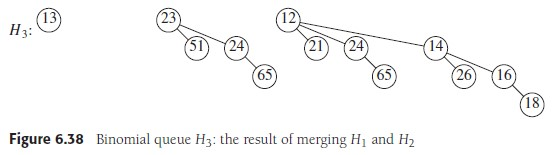 H3: 13 23 12
51 24 21 24 14
65 65 26 16
18
Figure 6.38 Binomial queue H3: the result of merging H1 and H2